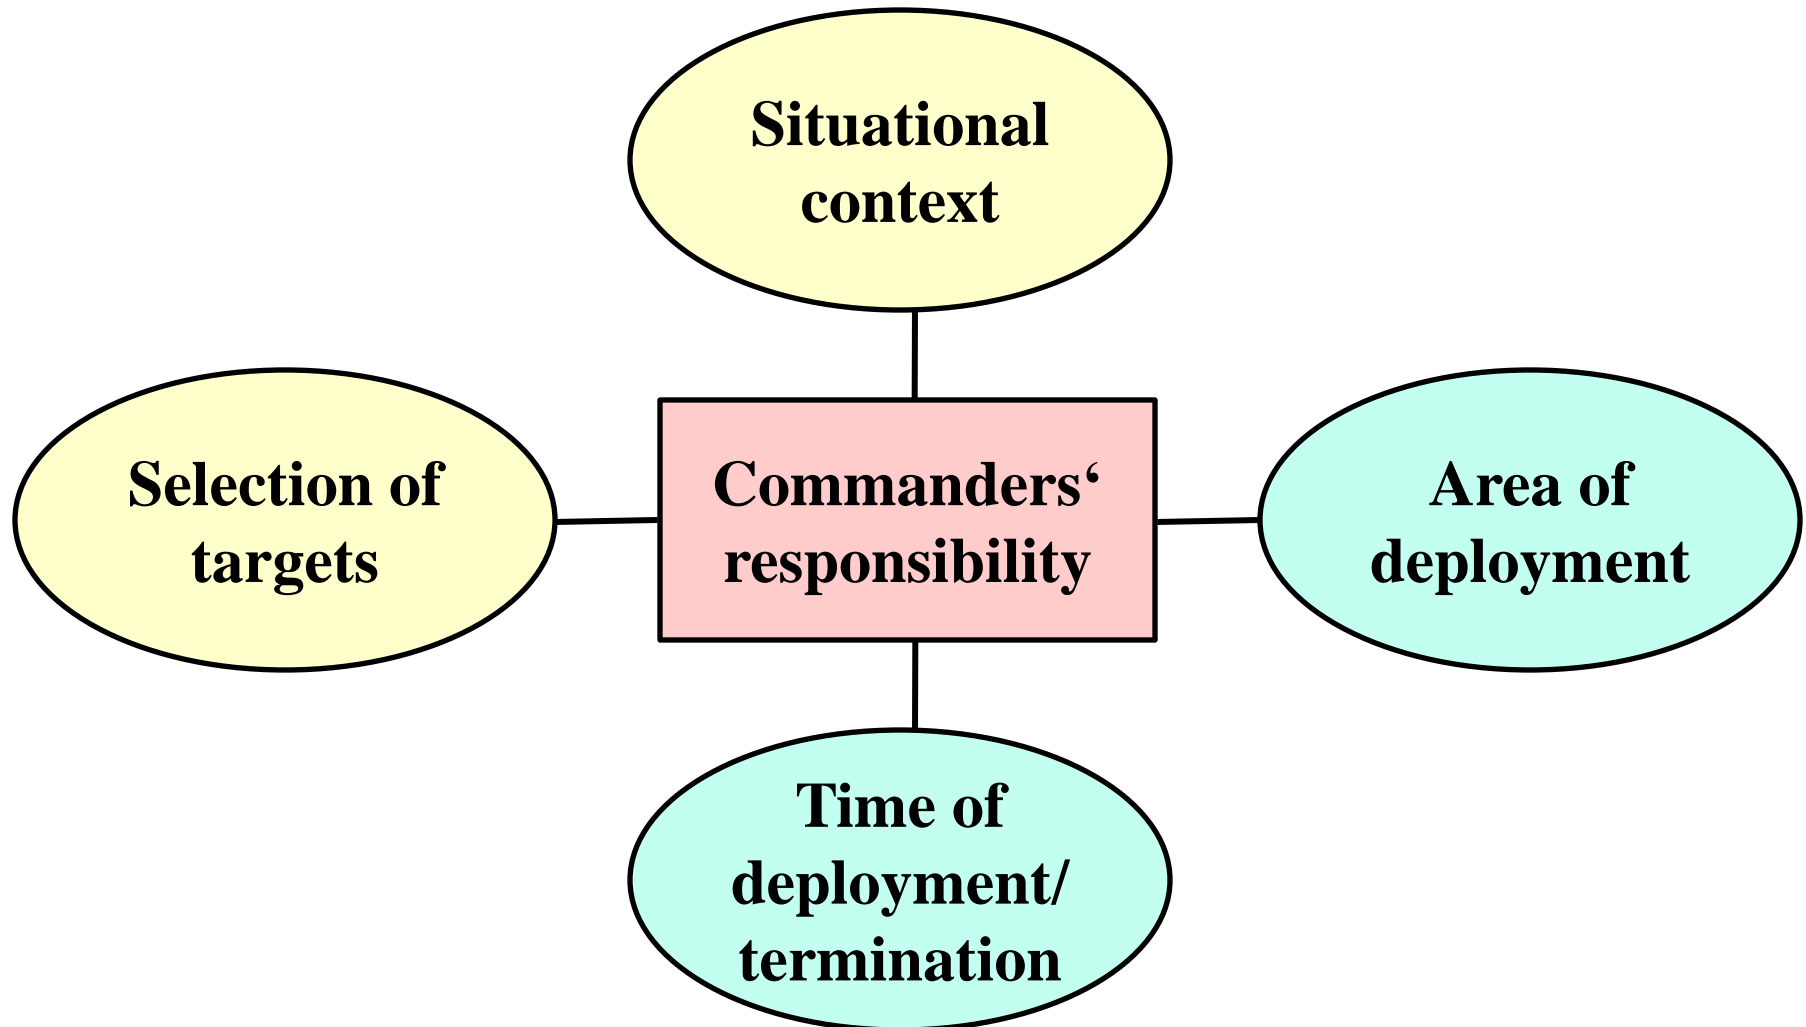 Situational
context
Selection of
targets
Commanders‘
responsibility
Area of
deployment
Time of
deployment/
termination